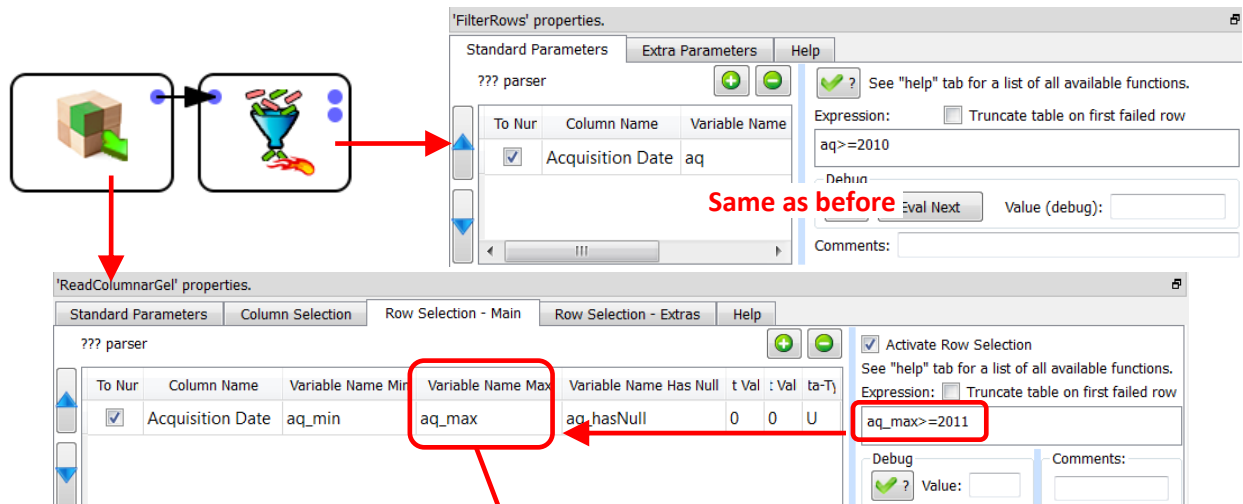 'FilterRows' properties.
Standard Parameters Extra Parameters Help
??? parser
? See "help" tab for a list of all available functions.
Expression: Truncate table on first failed row
To Nur Column Name Variable Name
aq>=2010
Acquisition Date aq
Debug
Same as before
Eval Next Value (debug):
Comments:
'ReadColumnarGel' properties.
Standard Parameters Column Selection Row Selection - Main Row Selection - Extras Help
??? parser
Activate Row Selection
See "help" tab for a list of all available functions.
To Nur Column Name Variable Name Min Variable Name Max Variable Name Has Null t Val : Val ta-Ty
Expression: Truncate table on first failed row
Acquisition Date aq_min aq_max aq_hasNull 0 0 U
aq_max>=2011
Debug Comments:
? Value: